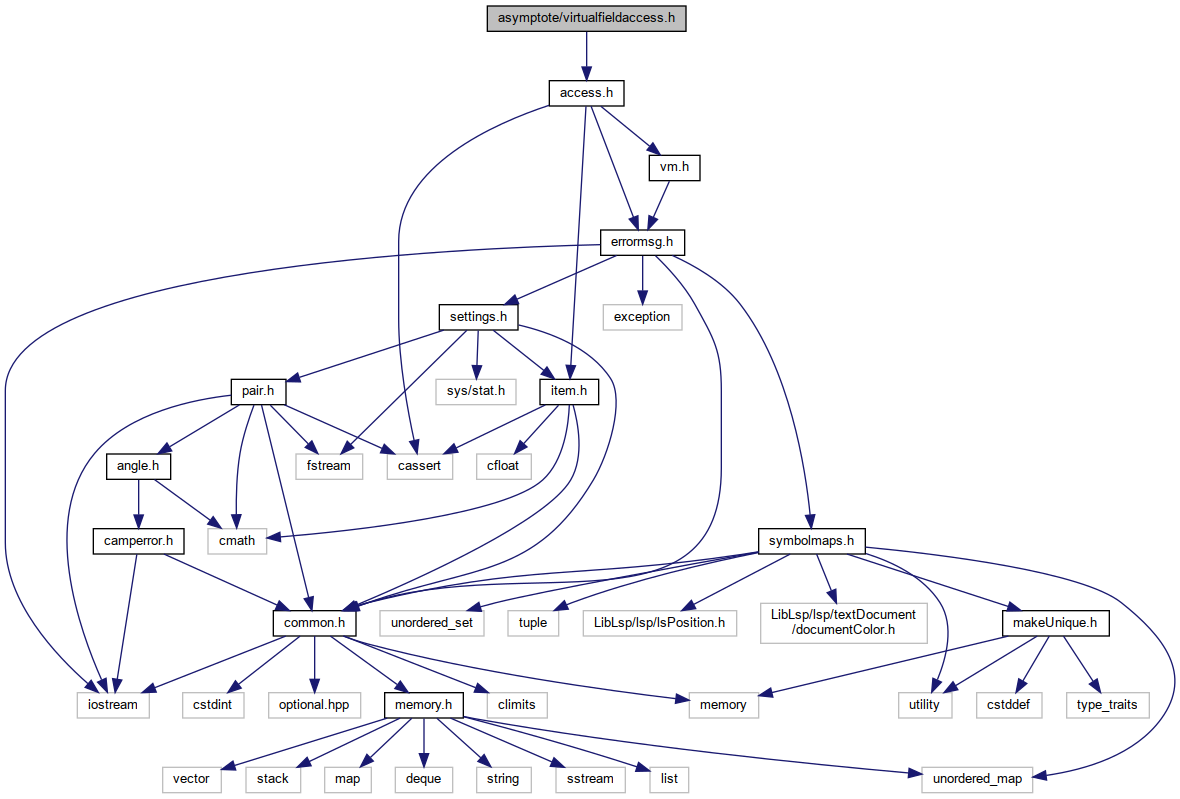 asymptote/virtualfieldaccess.h
access.h
vm.h
errormsg.h
settings.h
exception
pair.h
sys/stat.h
item.h
angle.h
fstream
cassert
cfloat
camperror.h
cmath
symbolmaps.h
common.h
unordered_set
tuple
LibLsp/lsp/lsPosition.h
LibLsp/lsp/textDocument
/documentColor.h
makeUnique.h
iostream
cstdint
optional.hpp
memory.h
climits
memory
utility
cstddef
type_traits
vector
stack
map
deque
string
sstream
list
unordered_map